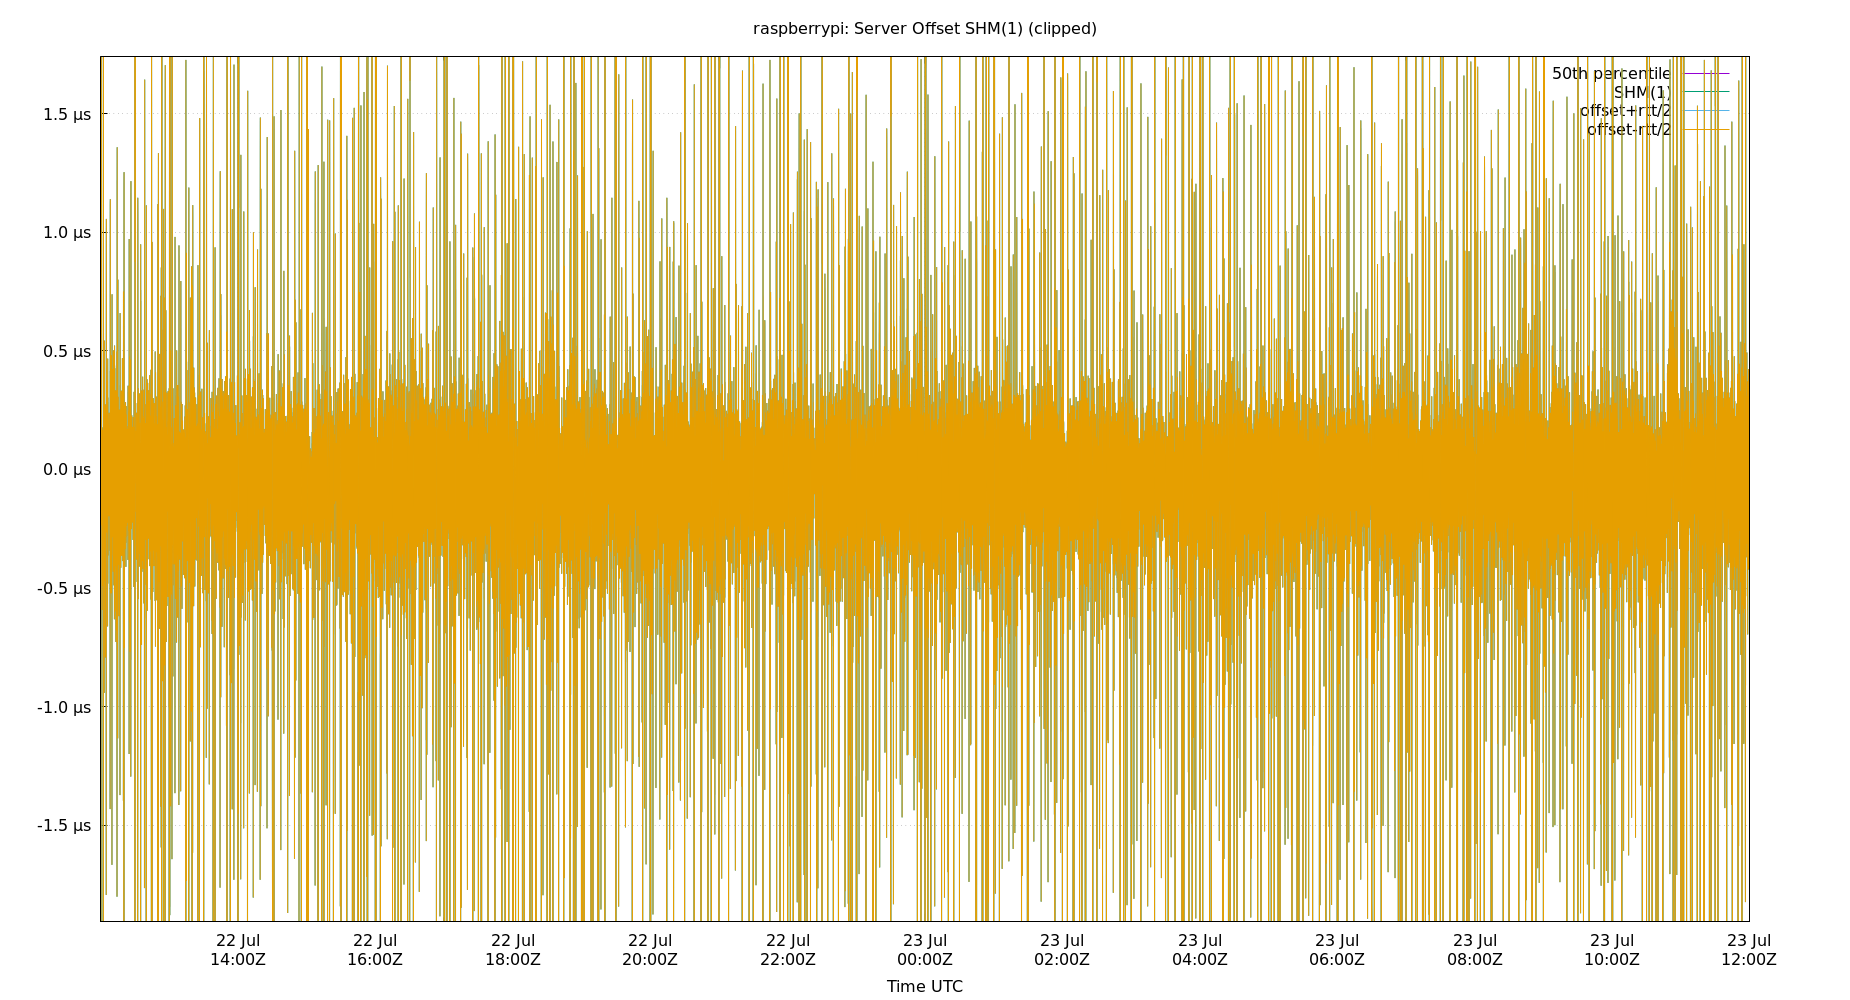 raspberrypi: Server Offset SHM(1) (clipped)
50th percentile
SHM(1)
offset+rtt/2
offset-rtt/2
1.5 µs
1.0 µs
0.5 µs
0.0 µs
-0.5 µs
-1.0 µs
-1.5 µs
22 Jul 22 Jul 22 Jul 22 Jul 22 Jul 23 Jul 23 Jul 23 Jul 23 Jul 23 Jul 23 Jul 23 Jul
14:00Z 16:00Z 18:00Z 20:00Z 22:00Z 00:00Z 02:00Z 04:00Z 06:00Z 08:00Z 10:00Z 12:00Z
Time UTC